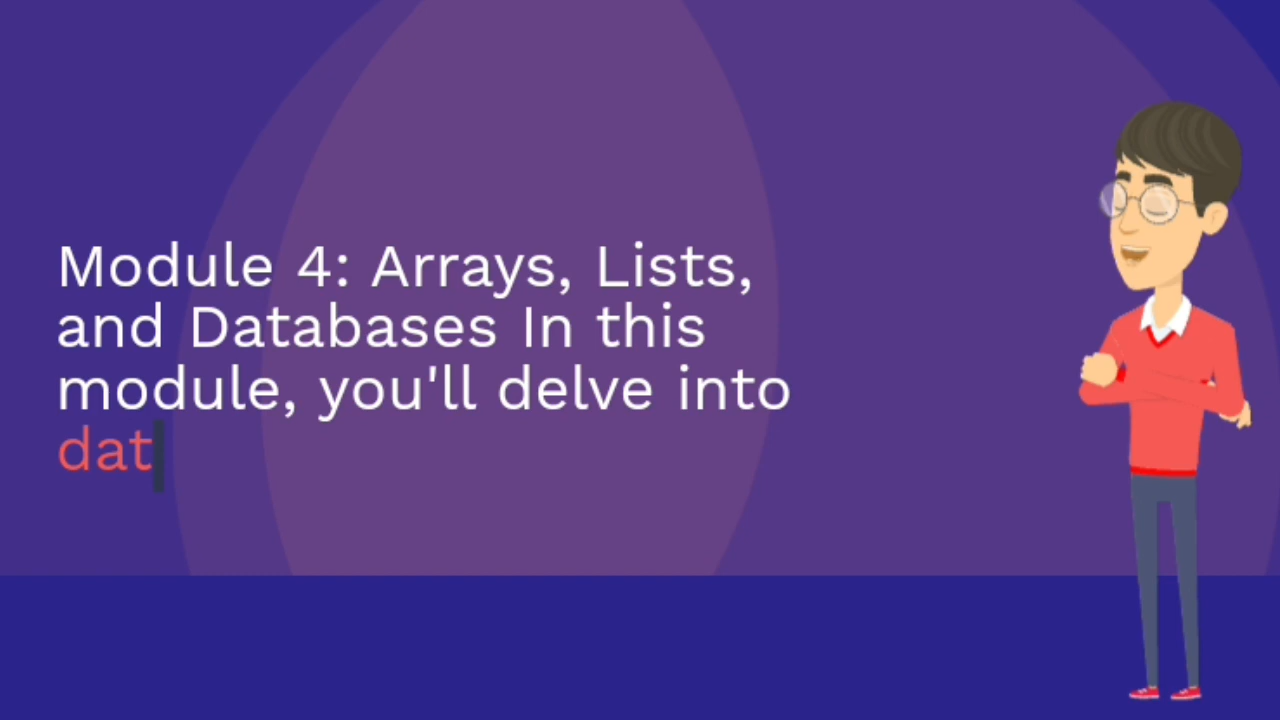 Module 4: Arrays, Lists,
and Databases In this
module, you'll delve into
dat